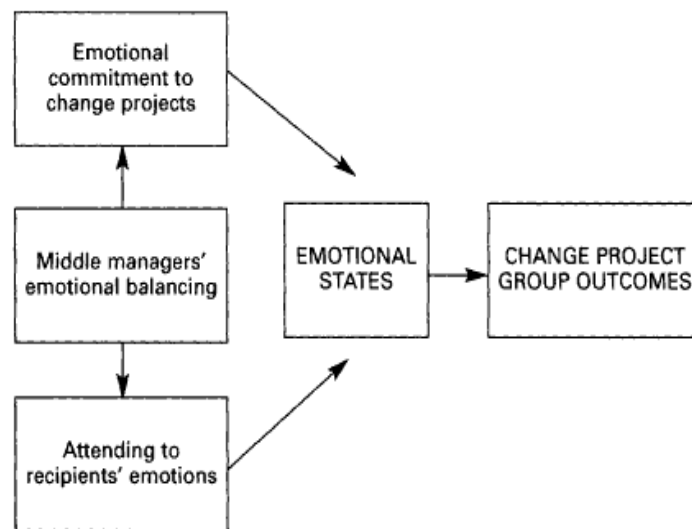 Emotional
commitment to
change projects
Middle managers'
emotional balancing
EMOTIONAL
STATES
CHANGE PROJECT
GROUP OUTCOMES
Attending to
recipients' emotions